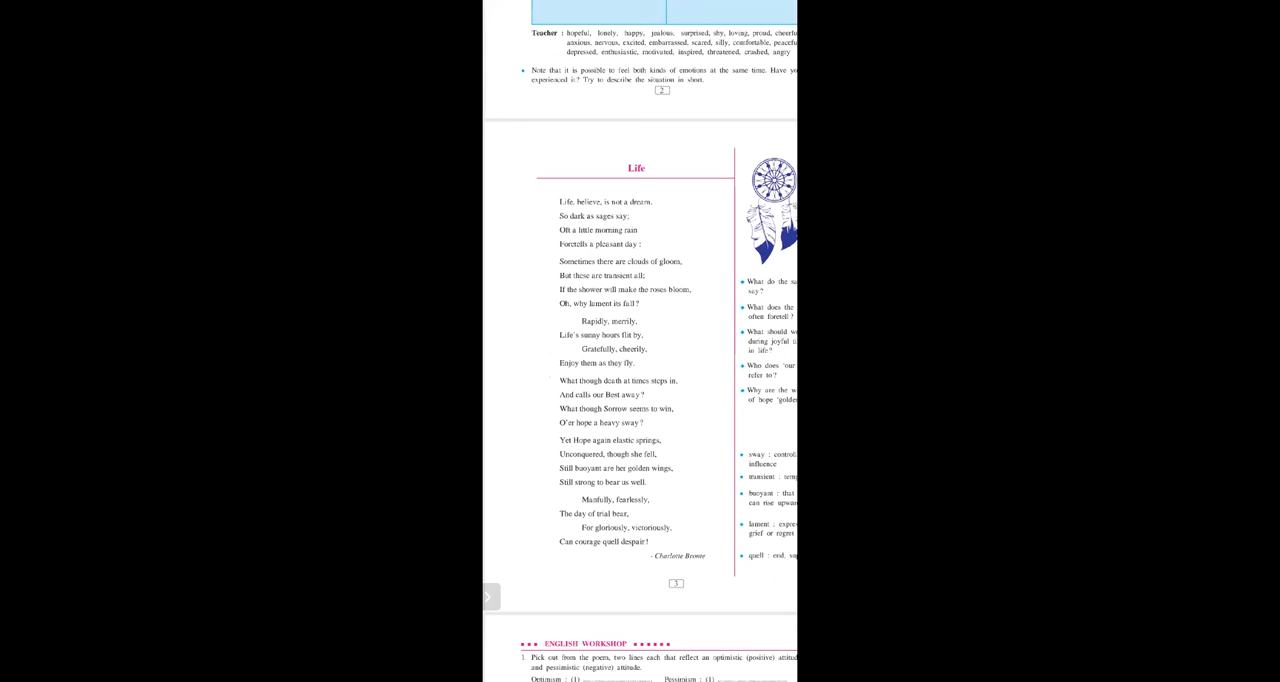 Teacher : hopeful, lonely, happy, jealous, surprised, shy, loving, proud, cheerfu
anxious, nervous, excited, embarrassed, scared, silly, comfortable, peacefu
depressed, enthusiastic, motivated, inspired, threatened, crashed, angry
• Note that it is possible to feel both kinds of emotions at the same time. Have yo
experienced it? Try to describe the situation in short.
2
Life
Life, believe, is not a dream.
So dark as sages say;
Oft a little morning rain
Foretells a pleasant day :
Sometimes there are clouds of gloom,
But these are transient all;
If the shower will make the roses bloom,
Oh, why lament its fall?
Rapidly, merrily,
Life's sunny hours flit by,
Gratefully, cheerily,
Enjoy them as they fly.
What though death at times steps in,
And calls our Best away?
What though Sorrow seems to win,
O'er hope a heavy sway?
Yet Hope again elastic springs,
Unconquered, though she fell,
Still buoyant are her golden wings,
Still strong to bear us well.
Manfully, fearlessly,
The day of trial bear,
For gloriously, victoriously,
Can courage quell despair!
- Charlotte Bronte
What do the sa
say?
What does the
often foretell?
What should w
during joyful ti
in life?
Who does 'our
refer to'?
Why are the w
of hope 'golden
• sway : controll
influence
• transient : temp
• buoyant : that
can rise upwar
• lament : expres
grief or regret
• quell : end, sup
3
ENGLISH WORKSHOP
1. Pick out from the poem, two lines each that reflect an optimistic (positive) attitud
and pessimistic (negative) attitude.
Optimism : (1) ____________ Pessimism : (1) ____________